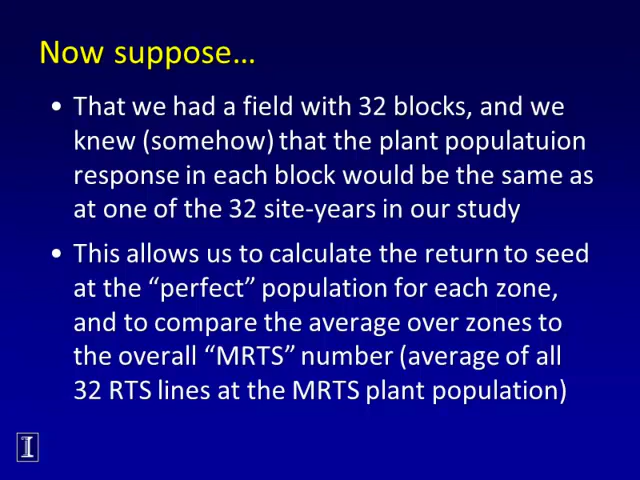 Now suppose…
• That we had a field with 32 blocks, and we
knew (somehow) that the plant populatuion
response in each block would be the same as
at one of the 32 site-years in our study
• This allows us to calculate the return to seed
at the “perfect” population for each zone,
and to compare the average over zones to
the overall “MRTS” number (average of all
32 RTS lines at the MRTS plant population)
I